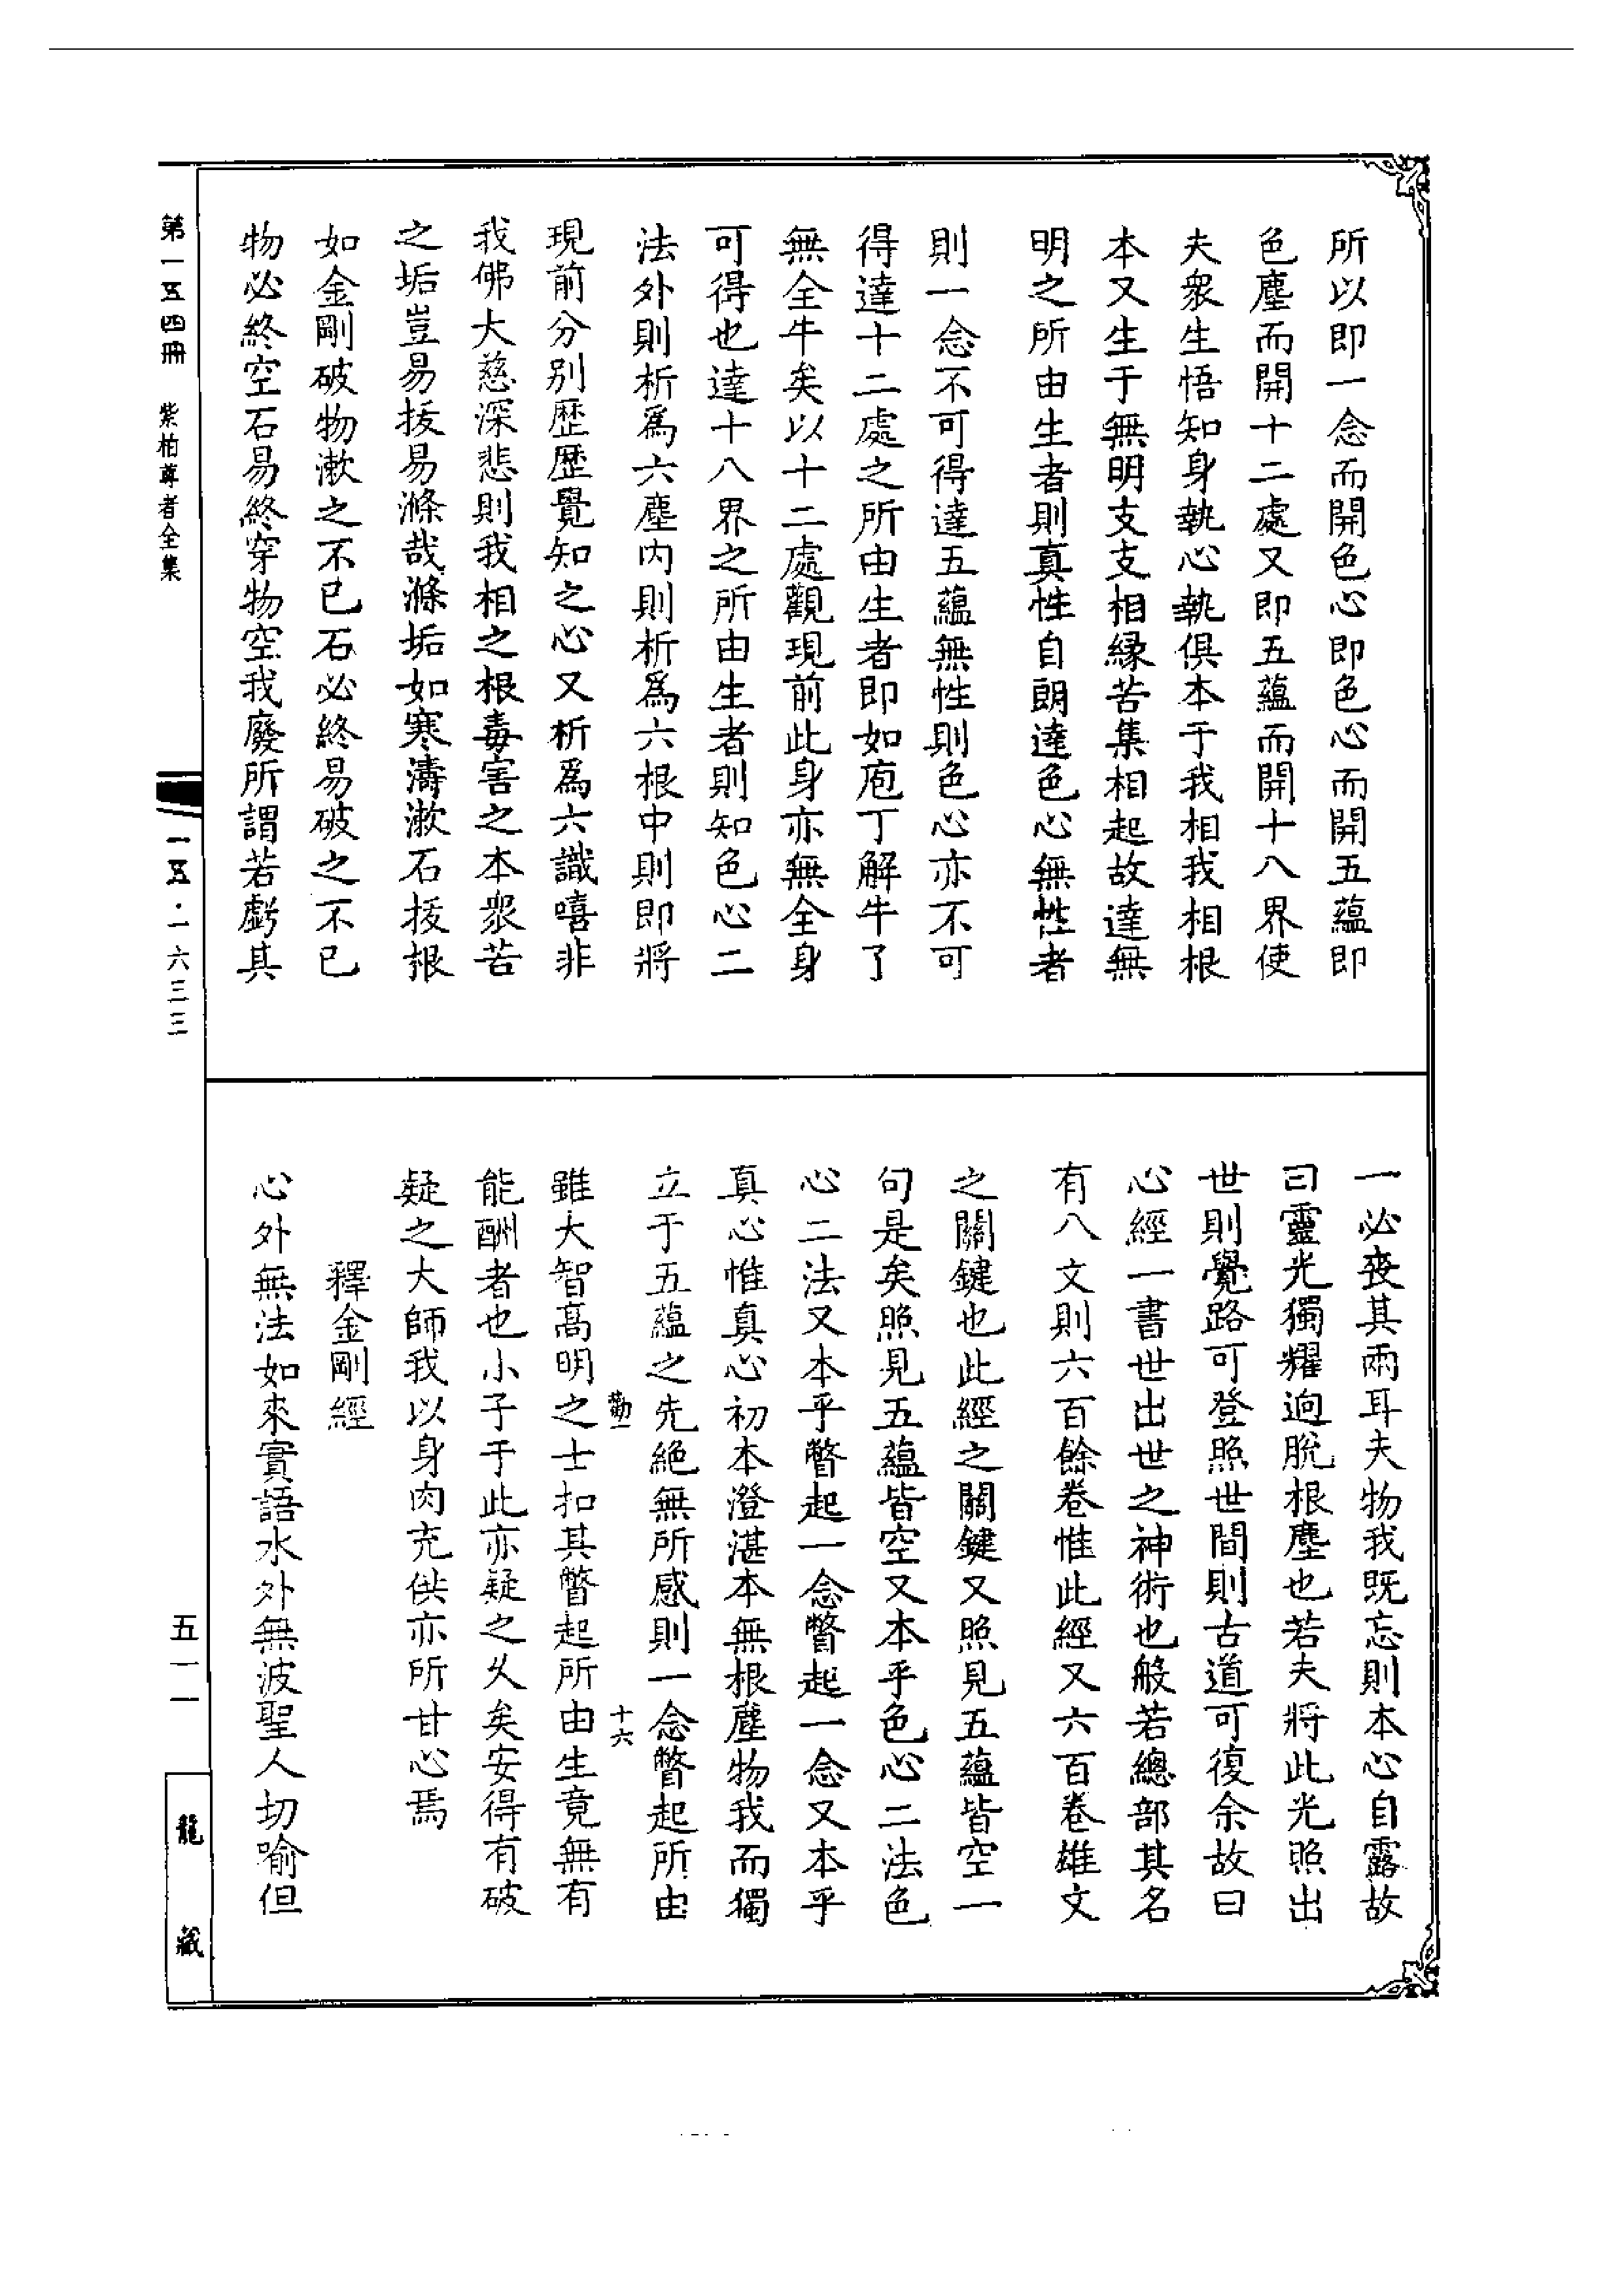 所以即一念而開色心即色心而開五蘊即
色塵而開十二處又即五蘊而開十八界使
夫衆生悟知身執心執俱本于我相我相根
本又生于無明支支相緣苦集相起故達無
明之所由生者則真性自朗達色心無性者
則一念不可得達五蘊無性則色心亦不可
得達十二處之所由生者即如庖丁解牛了
無全牛矣以十二處觀現前此身亦無全身
可得也達十八界之所由生者則知色心二
法外則析爲六塵内則析爲六根中則即將
現前分別歷歷覺知之心又析爲六識嘻非
我佛大慈深悲則我相之根毒害之本衆苦
之垢豈易拔易滌哉滌垢如寒濤漱石拔根
如金剛破物漱之不已石必終易破之不已
物必終空石易終穿物空我廢所謂若虧其
一必喪其兩耳夫物我既忘則本心自露故
曰靈光獨耀逈脫根塵也若夫將此光照出
世則覺路可登照世間則古道可復余故曰
心經一書世出世之神術也般若總部其名
有八文則六百餘卷惟此經又六百卷雄文
之關鍵也此經之關鍵又照見五蘊皆空一
句是矣照見五蘊皆空又本乎色心二法色
心二法又本乎瞥起一念瞥起一念又本乎
真心惟真心初本澄湛本無根塵物我而獨
立于五蘊之先絕無所感則一念瞥起所由
勤一 十六
雖大智高明之士扣其瞥起所由生竟無有
能酬者也小子于此亦疑之久矣安得有破
疑之大師我以身肉充供亦所甘心焉
釋金剛經
心外無法如來實語水外無波聖人切喻但
第一五四冊 紫柏尊者全集
一五·一六三三
五一一
龍藏